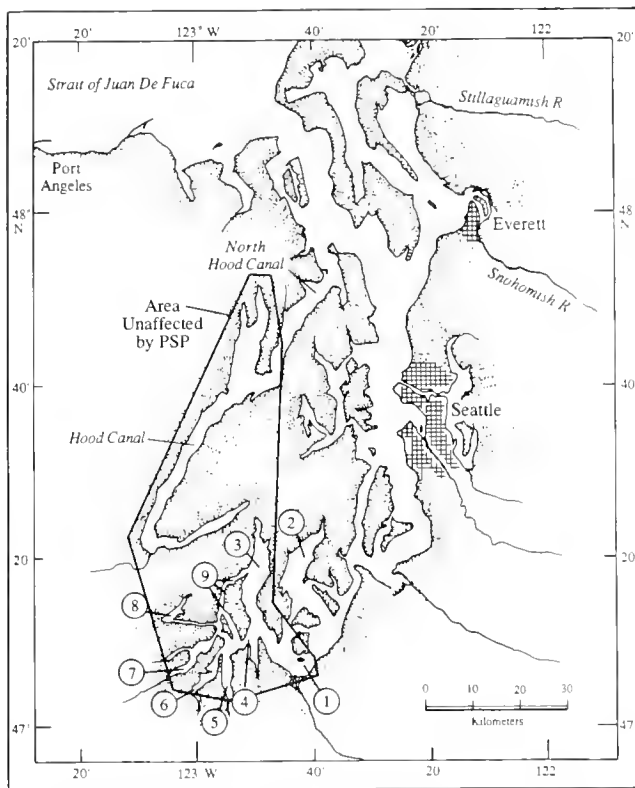 20'
123° W
40'
20'
122
20'
20'
Strait of Juan De Fuca
Stillaguamish R
Port
Angeles
48°
N
48°
North
Hood Canal
Everett
Area
Unaffected
by PSP
Snohomish R
40'
40'
Seattle
Hood Canal
2
3
20'
20'
9
8
7
6
5
4
1
0 10 20 30
Kilometers
47°
47°
20'
123° W
40'
20'
122